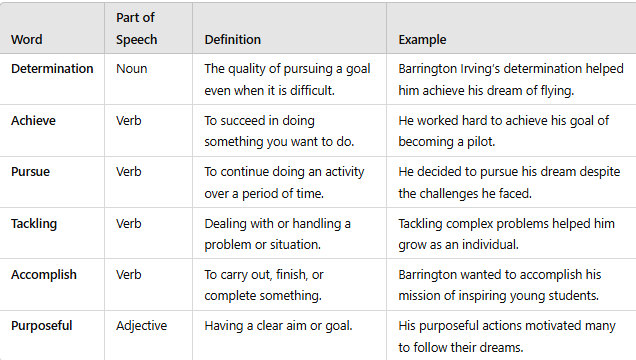 Word Part of Speech Definition Example
Determination Noun The quality of pursuing a goal Barrington Irving's determination helped
even when it is difficult. him achieve his dream of flying.
Achieve Verb To succeed in doing He worked hard to achieve his goal of
something you want to do. becoming a pilot.
Pursue Verb To continue doing an activity He decided to pursue his dream despite
over a period of time. the challenges he faced.
Tackling Verb Dealing with or handling a Tackling complex problems helped him
problem or situation. grow as an individual.
Accomplish Verb To carry out, finish, or Barrington wanted to accomplish his
complete something. mission of inspiring young students.
Purposeful Adjective Having a clear aim or goal. His purposeful actions motivated many
to follow their dreams.